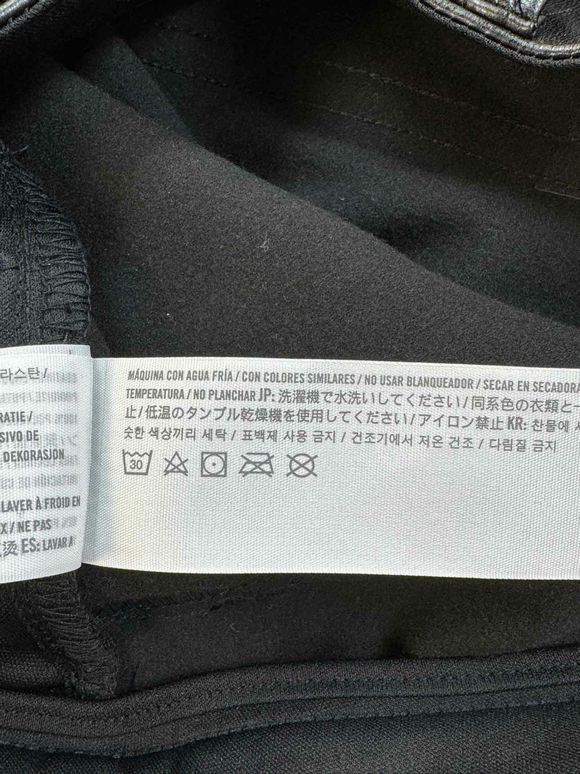 라스탄/
RATIE /
SIVO DE
DEKORASJON
LAVER À FROID EN
X / NE PAS
烫 ES: LAVAR A
MÁQUINA CON AGUA FRÍA / CON COLORES SIMILARES / NO USAR BLANQUEADOR / SECAR EN SECADORA
TEMPERATURA / NO PLANCHAR JP: 洗濯機で水洗いしてください / 同系色の衣類と一
止 / 低温のタンブル乾燥機を使用してください / アイロン禁止 KR: 찬물에 세
숫한 색상끼리 세탁 / 표백제 사용 금지 / 건조기에서 저온 건조 / 다림질 금지
30